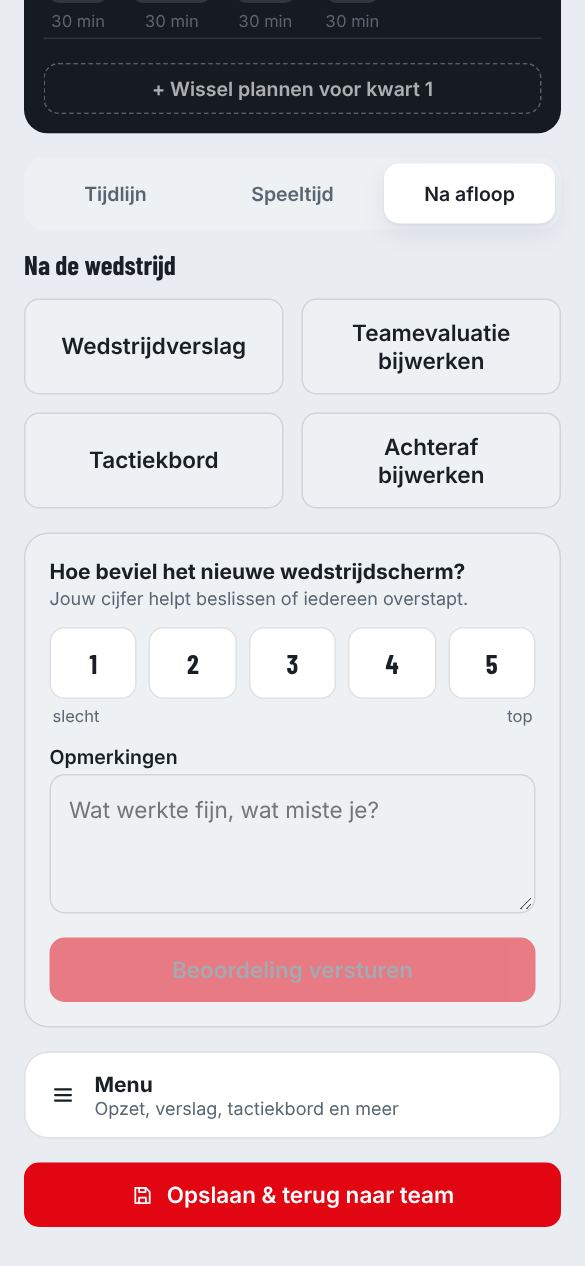 30 min 30 min 30 min 30 min
+ Wissel plannen voor kwart 1
Tijdlijn Speeltijd Na afloop
Na de wedstrijd
Wedstrijdverslag
Teamevaluatie
bijwerken
Tactiekbord
Achteraf
bijwerken
Hoe beviel het nieuwe wedstrijdscherm?
Jouw cijfer helpt beslissen of iedereen overstapt.
1 2 3 4 5
slecht top
Opmerkingen
Wat werkte fijn, wat miste je?
Beoordeling versturen
Menu
Opzet, verslag, tactiekbord en meer
Opslaan & terug naar team